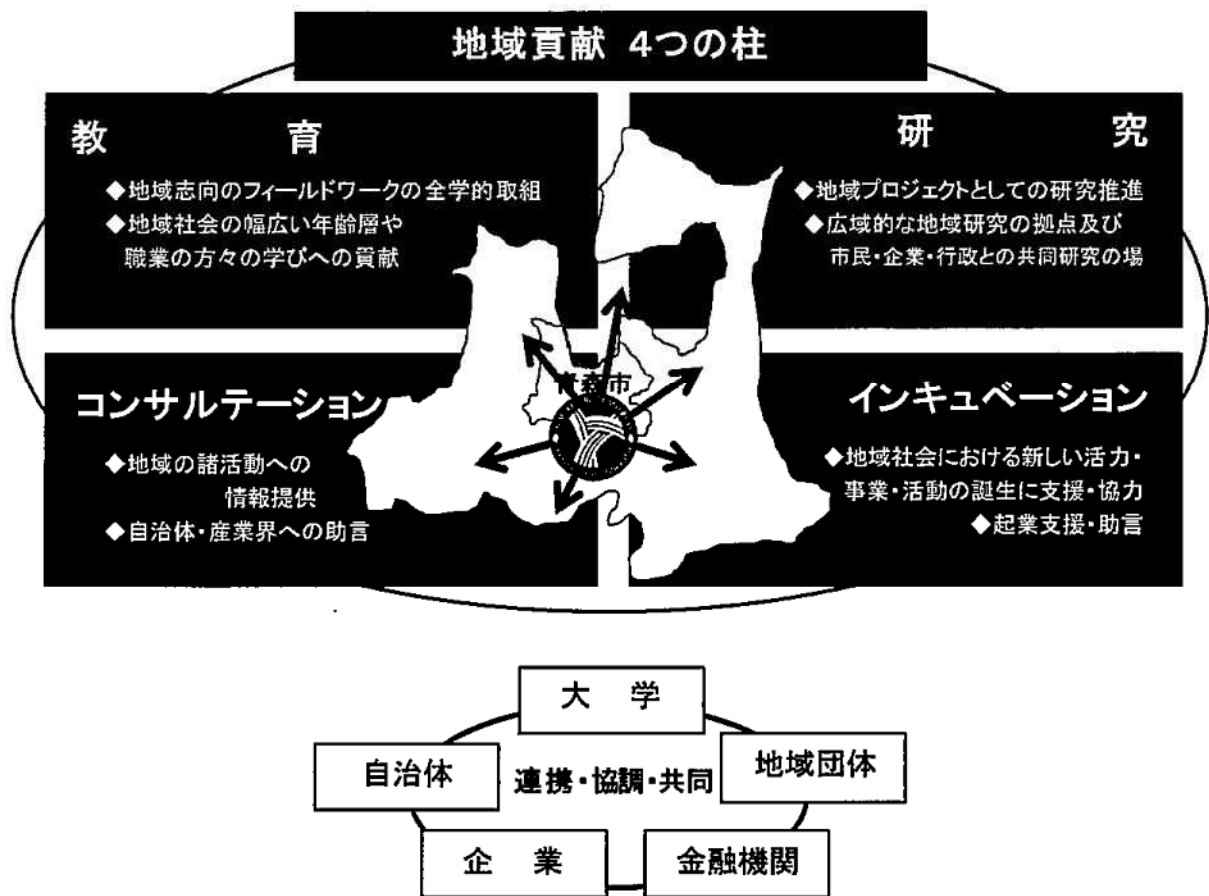 地域貢献 4つの柱
教 育
◆地域志向のフィールドワークの全学的取組
◆地域社会の幅広い年齢層や
職業の方々の学びへの貢献
研 究
◆地域プロジェクトとしての研究推進
◆広域的な地域研究の拠点及び
市民・企業・行政との共同研究の場
青森市
コンサルテーション
◆地域の諸活動への
情報提供
◆自治体・産業界への助言
インキュベーション
◆地域社会における新しい活力・
事業・活動の誕生に支援・協力
◆起業支援・助言
大 学
自治体
連携・協調・共同
地域団体
企 業
金融機関